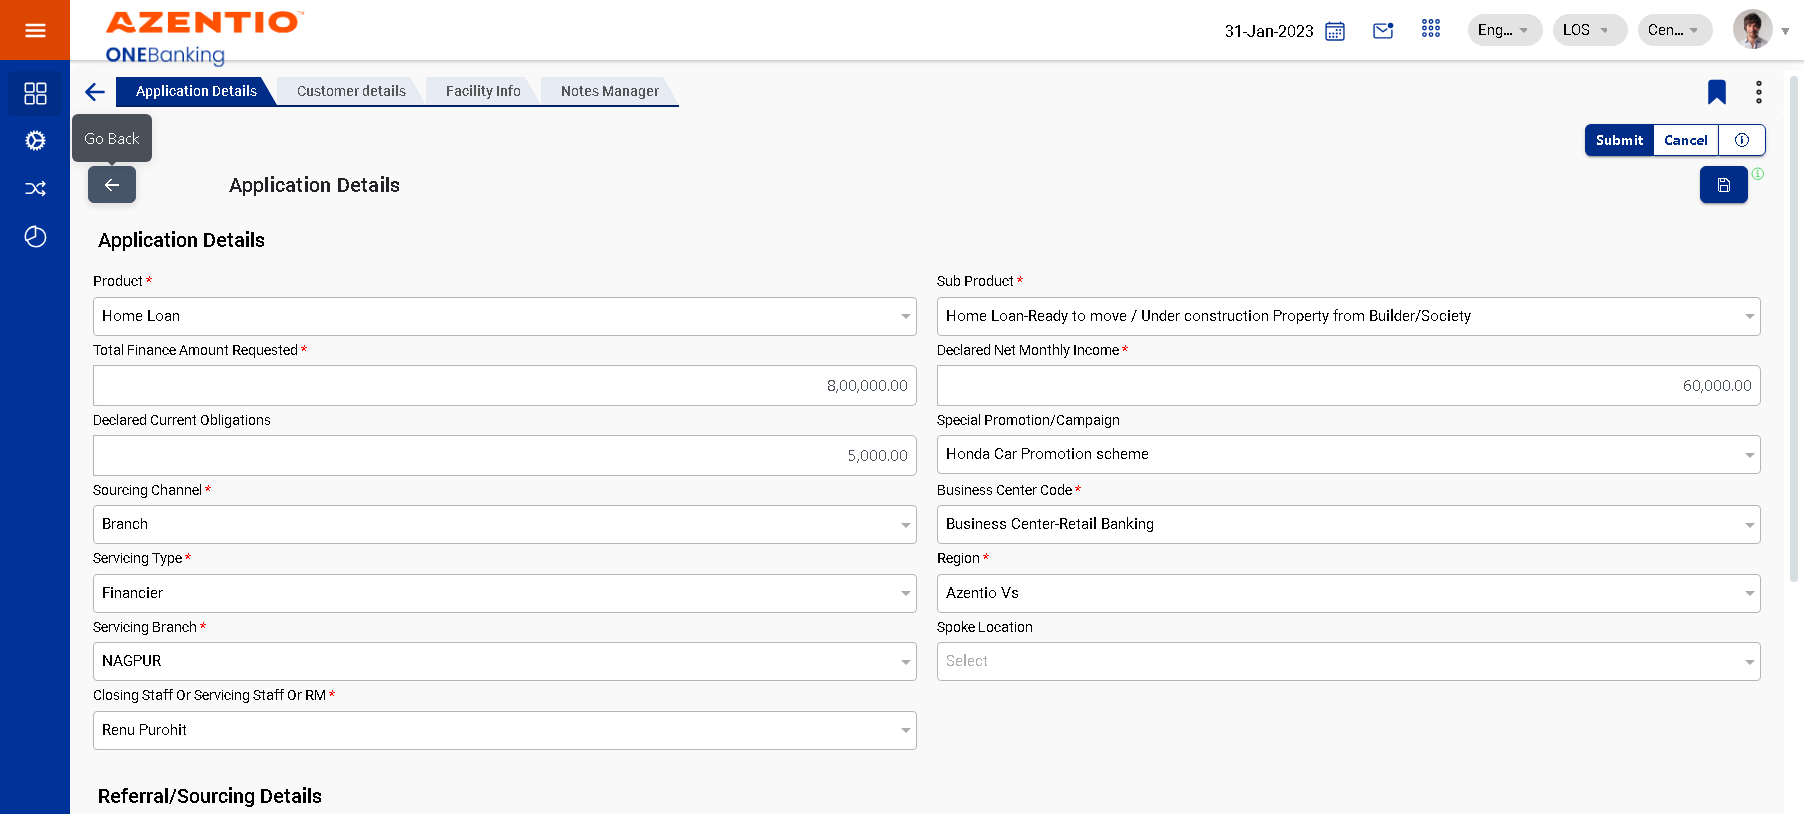 AZENTIO
ONEBanking
31-Jan-2023
Eng...
LOS
Cen...
Application Details
Customer details
Facility Info
Notes Manager
Go Back
Submit
Cancel
Application Details
Application Details
Product *
Sub Product *
Home Loan
Home Loan-Ready to move / Under construction Property from Builder/Society
Total Finance Amount Requested *
Declared Net Monthly Income *
8,00,000.00
60,000.00
Declared Current Obligations
Special Promotion/Campaign
5,000.00
Honda Car Promotion scheme
Sourcing Channel *
Business Center Code *
Branch
Business Center-Retail Banking
Servicing Type *
Region *
Financier
Azentio Vs
Servicing Branch *
Spoke Location
NAGPUR
Select
Closing Staff Or Servicing Staff Or RM *
Renu Purohit
Referral/Sourcing Details